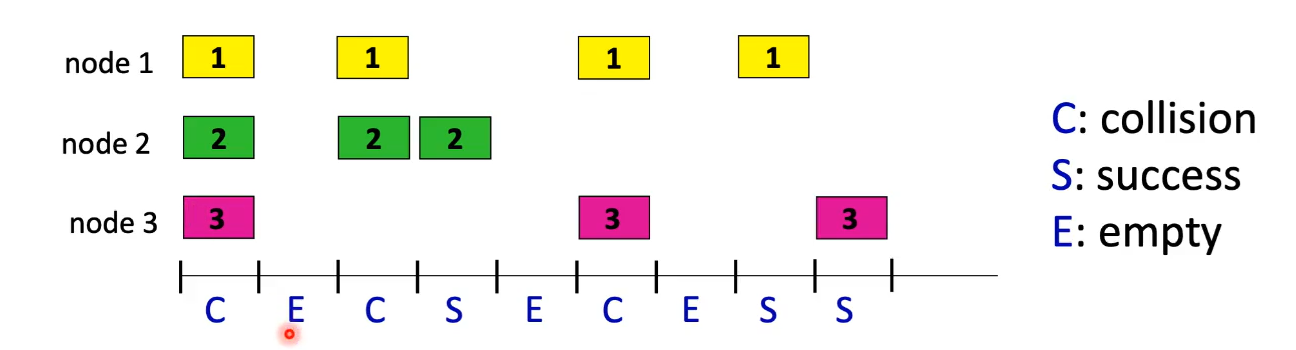 node 1 1 1 1 1
node 2 2 2 2
node 3 3 3 3
C E C S E C E S S
C: collision
S: success
E: empty